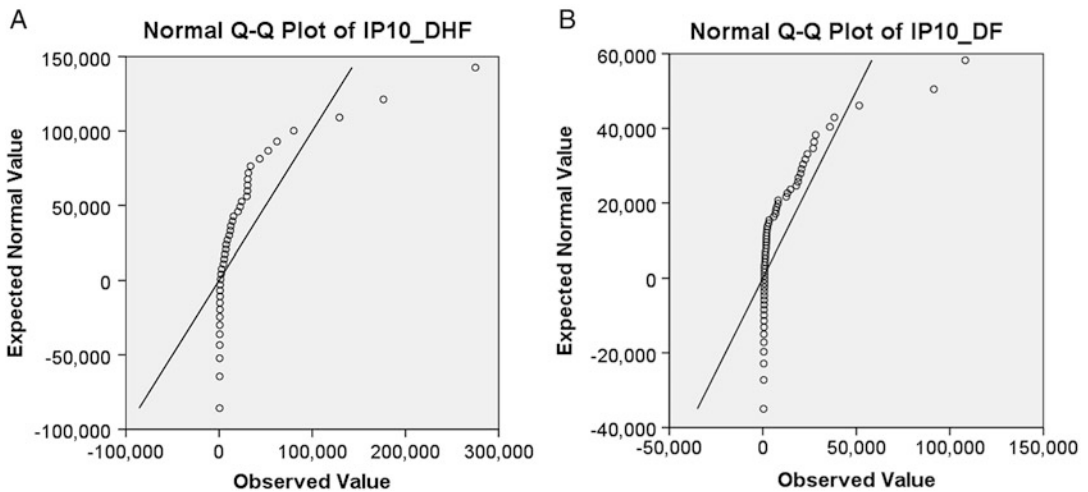 A
Normal Q-Q Plot of IP10_DHF
150,000
100,000
50,000
0
-50,000
-100,000
Expected Normal Value
-100,000 0 100,000 200,000 300,000
Observed Value
B
Normal Q-Q Plot of IP10_DF
60,000
40,000
20,000
0
-20,000
-40,000
Expected Normal Value
-50,000 0 50,000 100,000 150,000
Observed Value